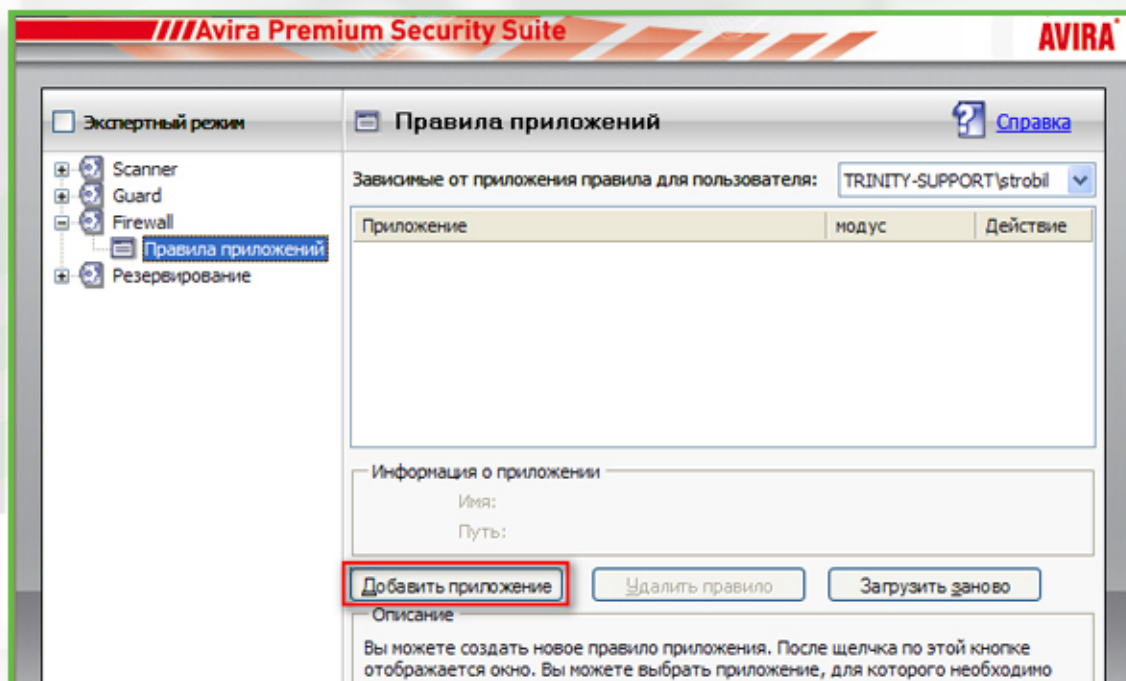 ////Avira Premium Security Suite
AVIRA
Экспертный режим
Правила приложений
Справка
Scanner
Guard
Firewall
Правила приложений
Резервирование
Зависимые от приложения правила для пользователя:
TRINITY-SUPPORT\strobil
Приложение модус Действие
Информация о приложении
Имя:
Путь:
Добавить приложение
Удалить правило
Загрузить заново
Описание
Вы можете создать новое правило приложения. После щелчка по этой кнопке
отображается окно. Вы можете выбрать приложение, для которого необходимо